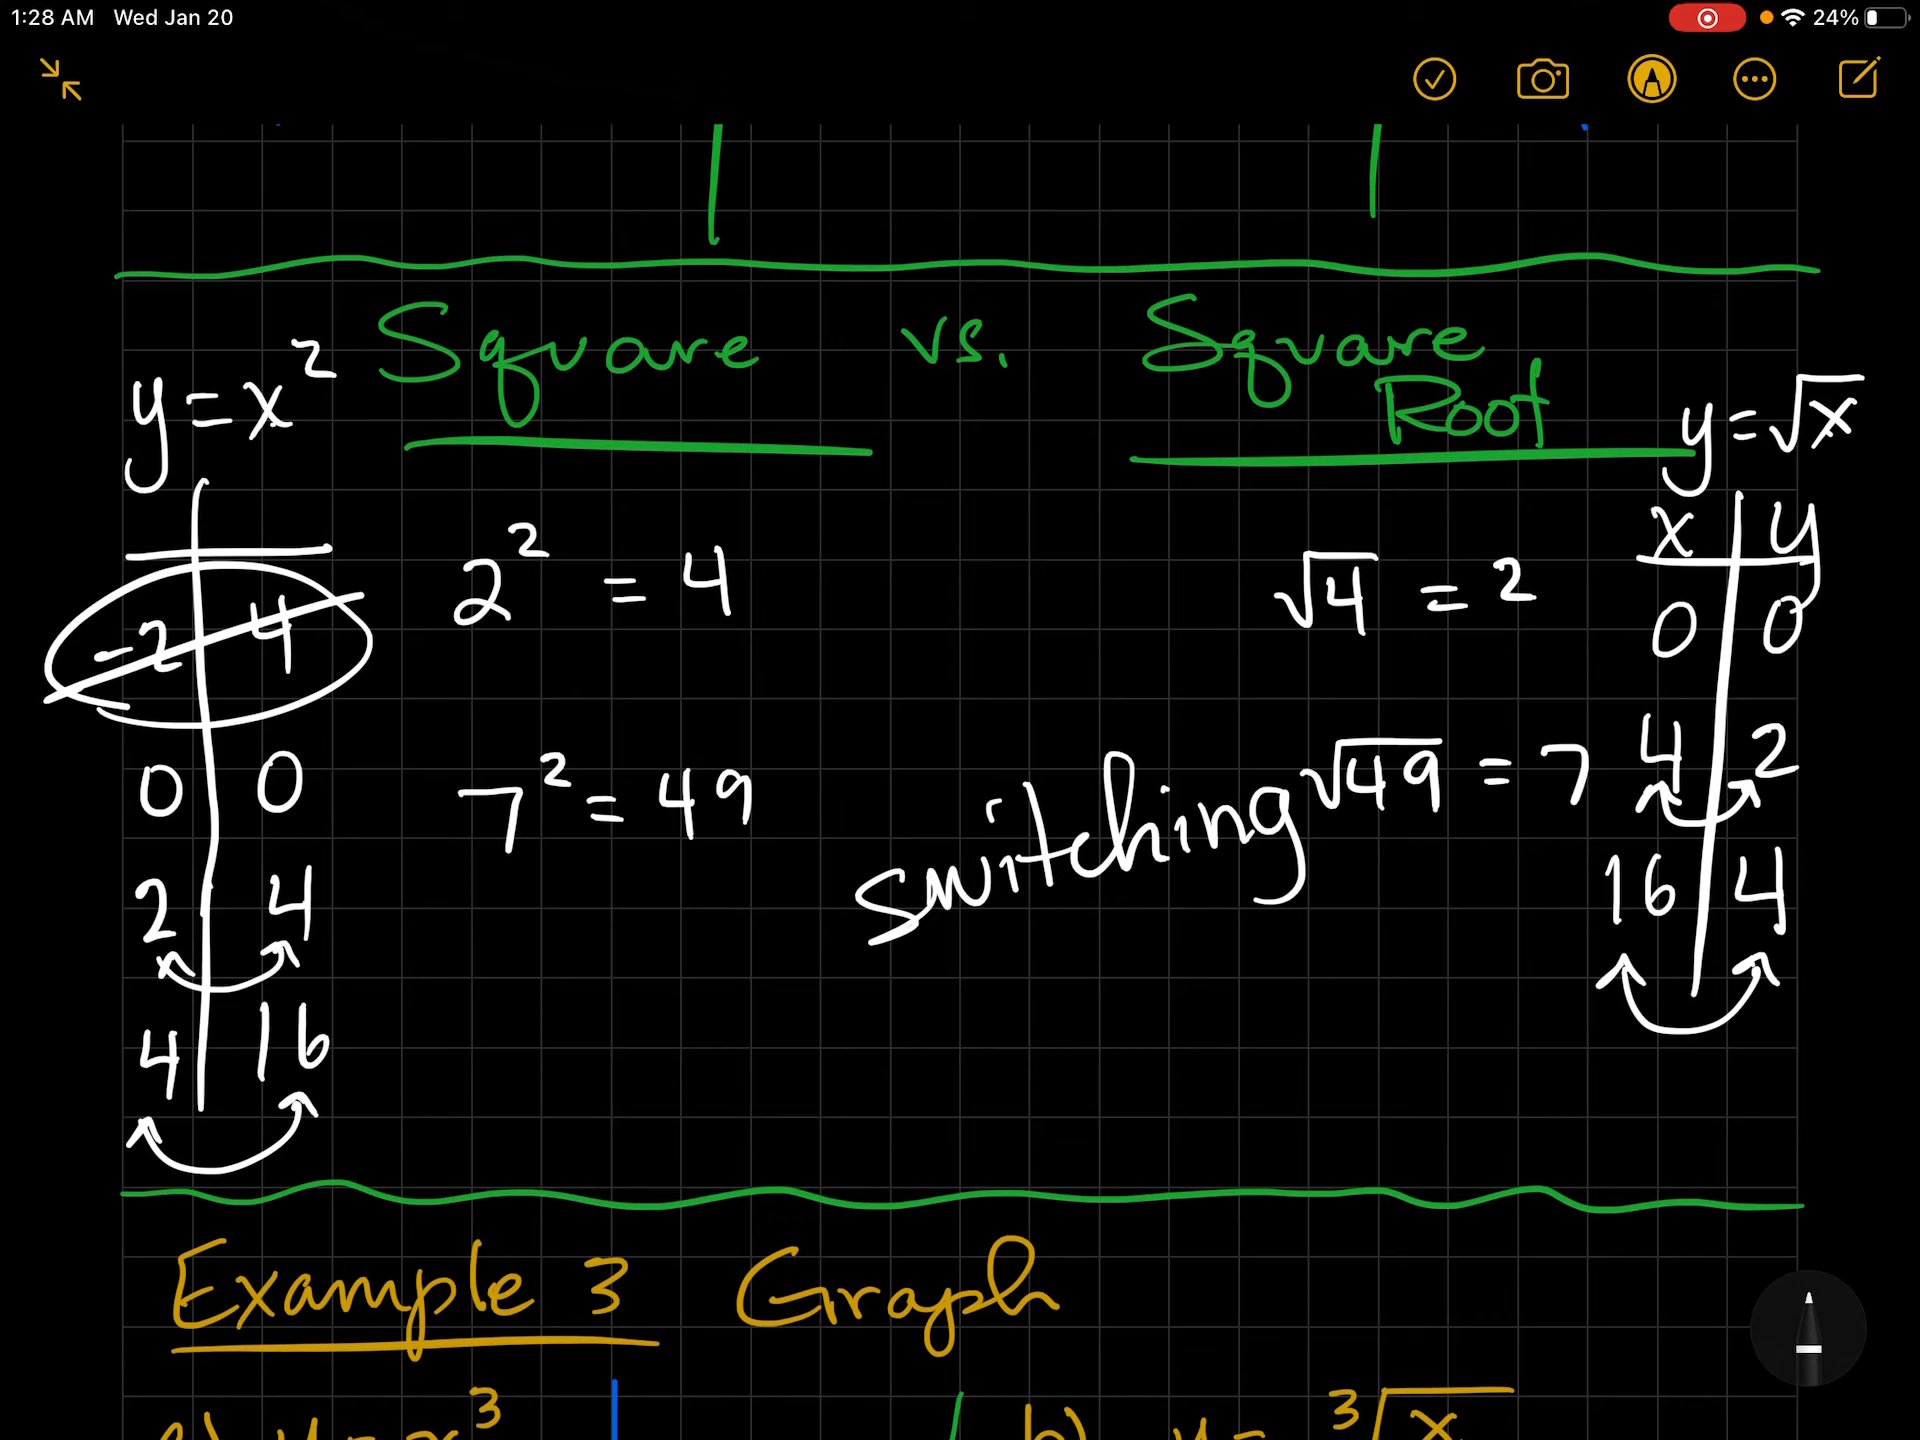 1:28 AM Wed Jan 20
24%
Square vs. Square Root
y = x²
y = √x
x | y
-2 | 4
2² = 4
√4 = 2
0 | 0
0 | 0
7² = 49
switching
√49 = 7
4 | 2
2 | 4
16 | 4
4 | 16
Example 3 Graph
a) y = x³
b) y = ³√x